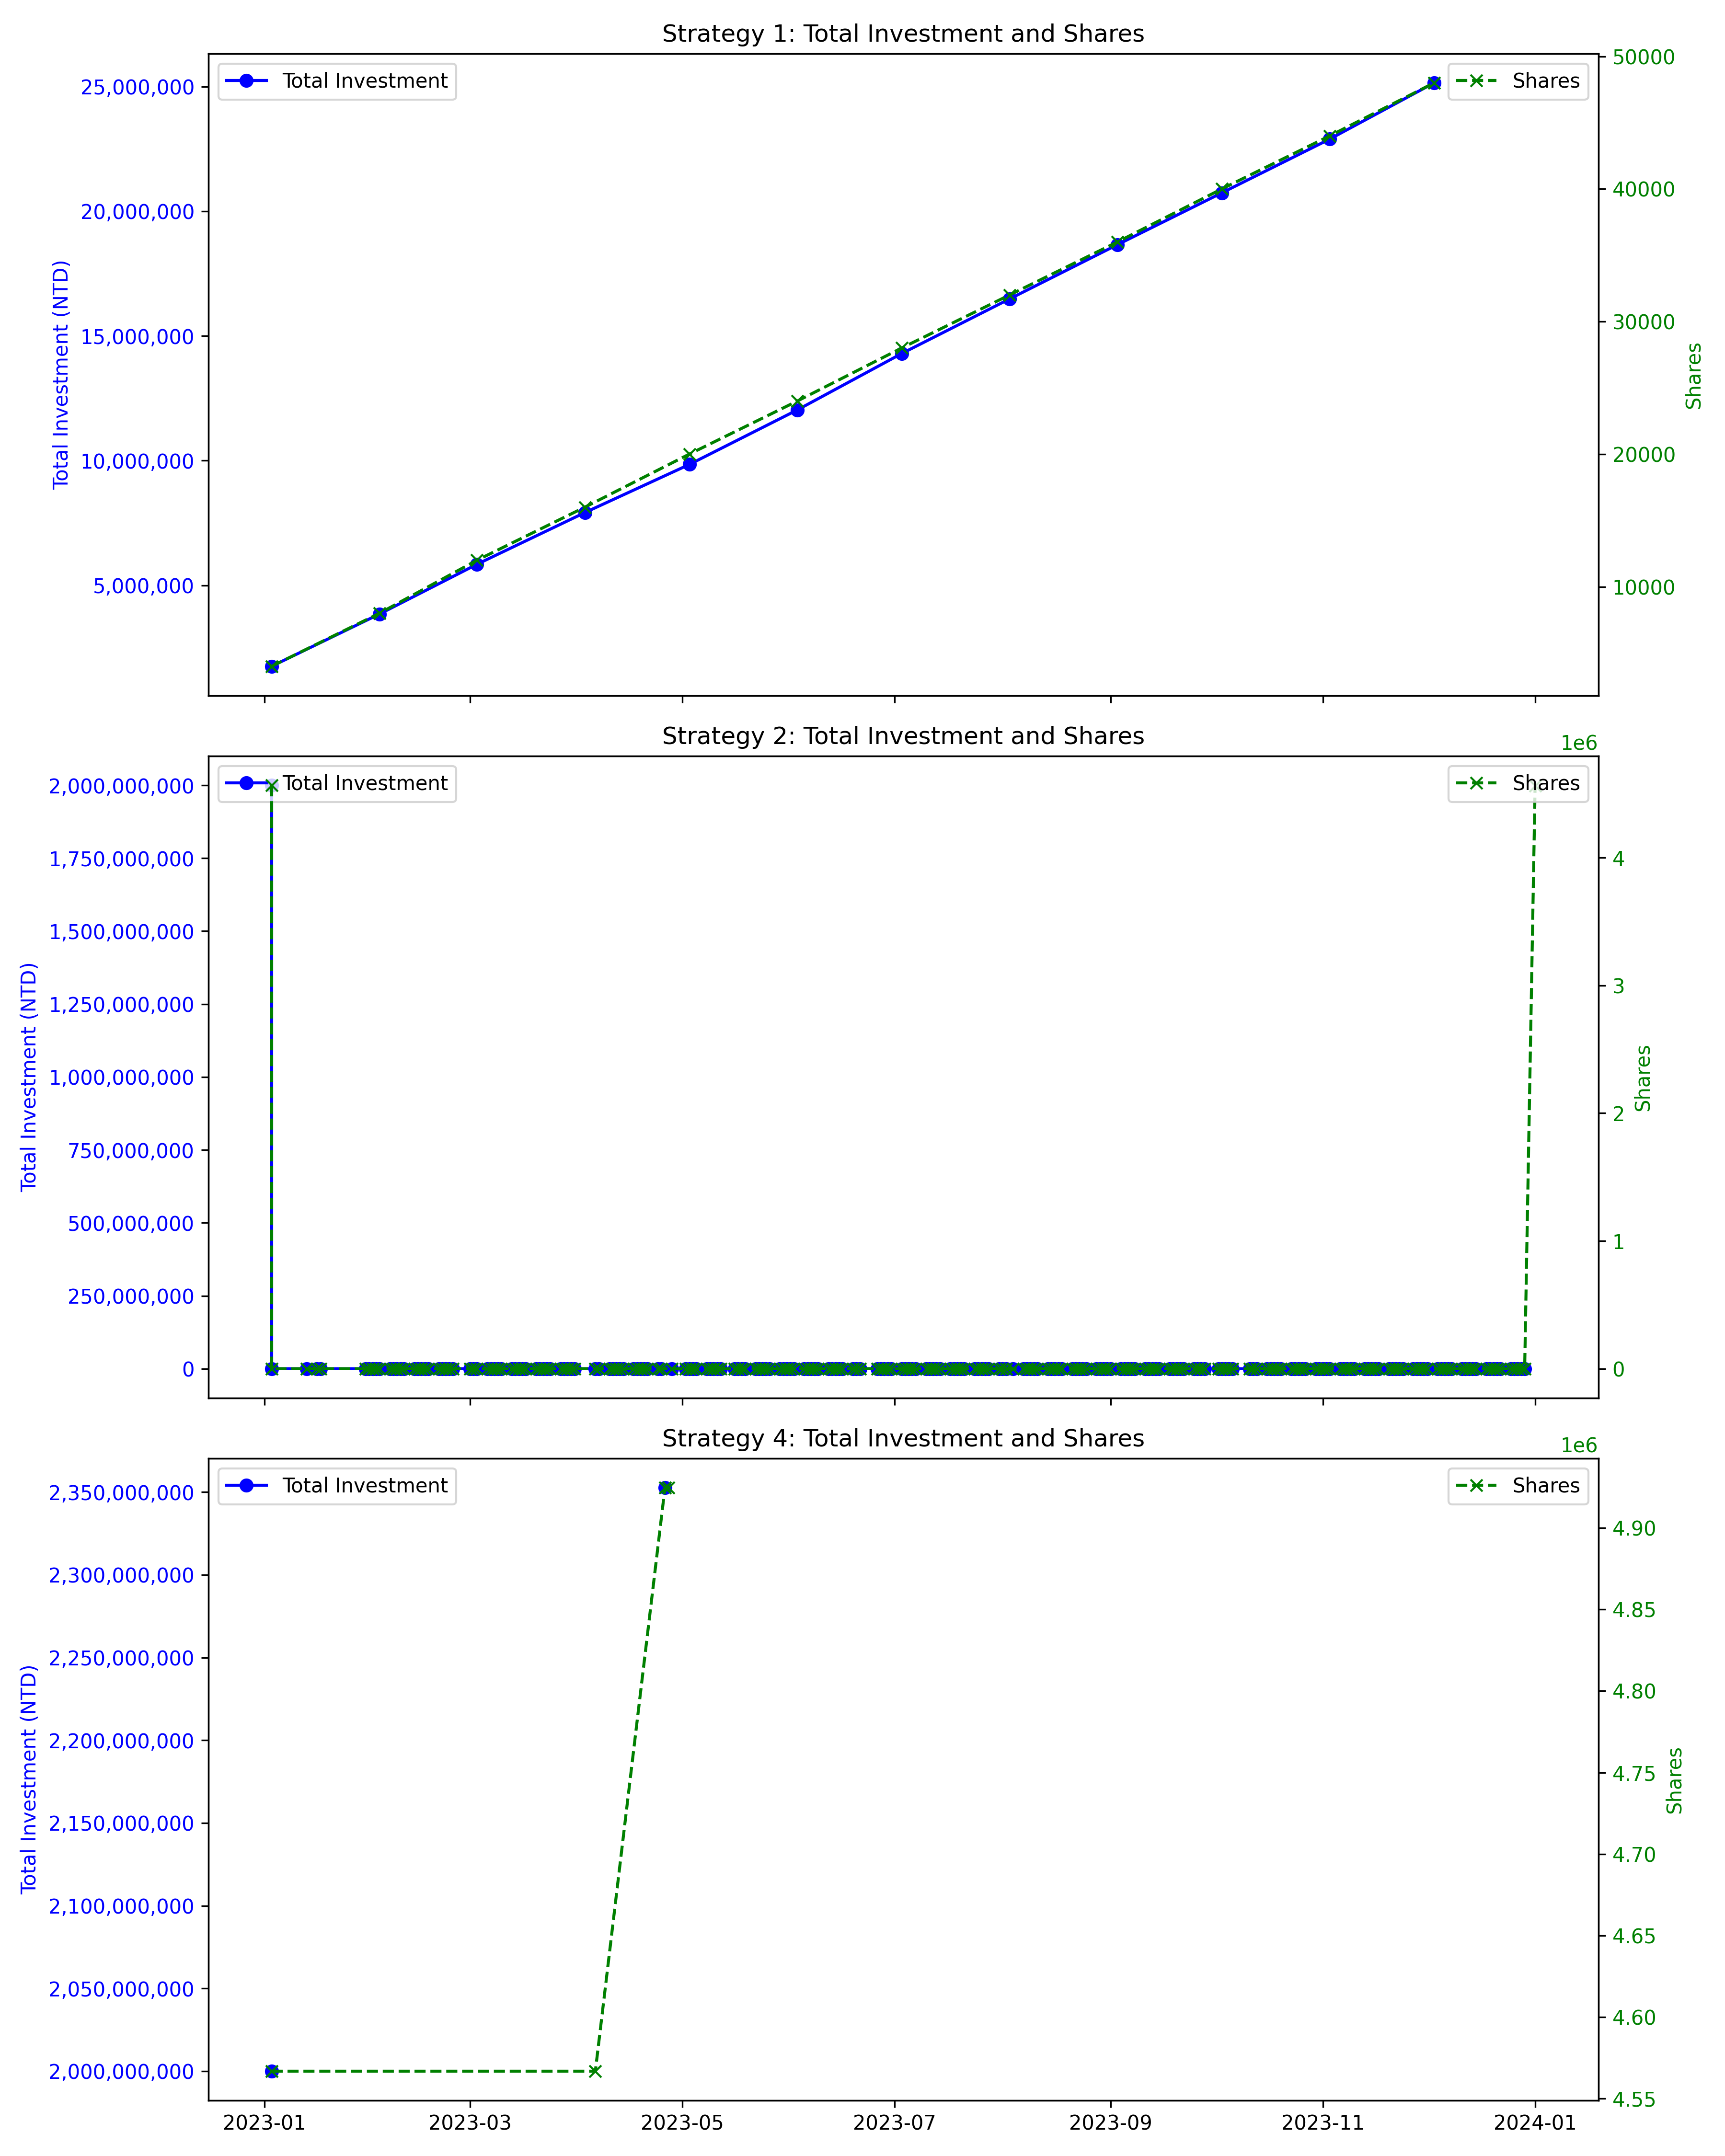 Strategy 1: Total Investment and Shares
Total Investment
Shares
25,000,000
20,000,000
15,000,000
10,000,000
5,000,000
Total Investment (NTD)
50000
40000
30000
20000
10000
Shares
Strategy 2: Total Investment and Shares
1e6
Total Investment
Shares
2,000,000,000
1,750,000,000
1,500,000,000
1,250,000,000
1,000,000,000
750,000,000
500,000,000
250,000,000
0
Total Investment (NTD)
4
3
2
1
0
Shares
Strategy 4: Total Investment and Shares
1e6
Total Investment
Shares
2,350,000,000
2,300,000,000
2,250,000,000
2,200,000,000
2,150,000,000
2,100,000,000
2,050,000,000
2,000,000,000
Total Investment (NTD)
4.90
4.85
4.80
4.75
4.70
4.65
4.60
4.55
Shares
2023-01
2023-03
2023-05
2023-07
2023-09
2023-11
2024-01